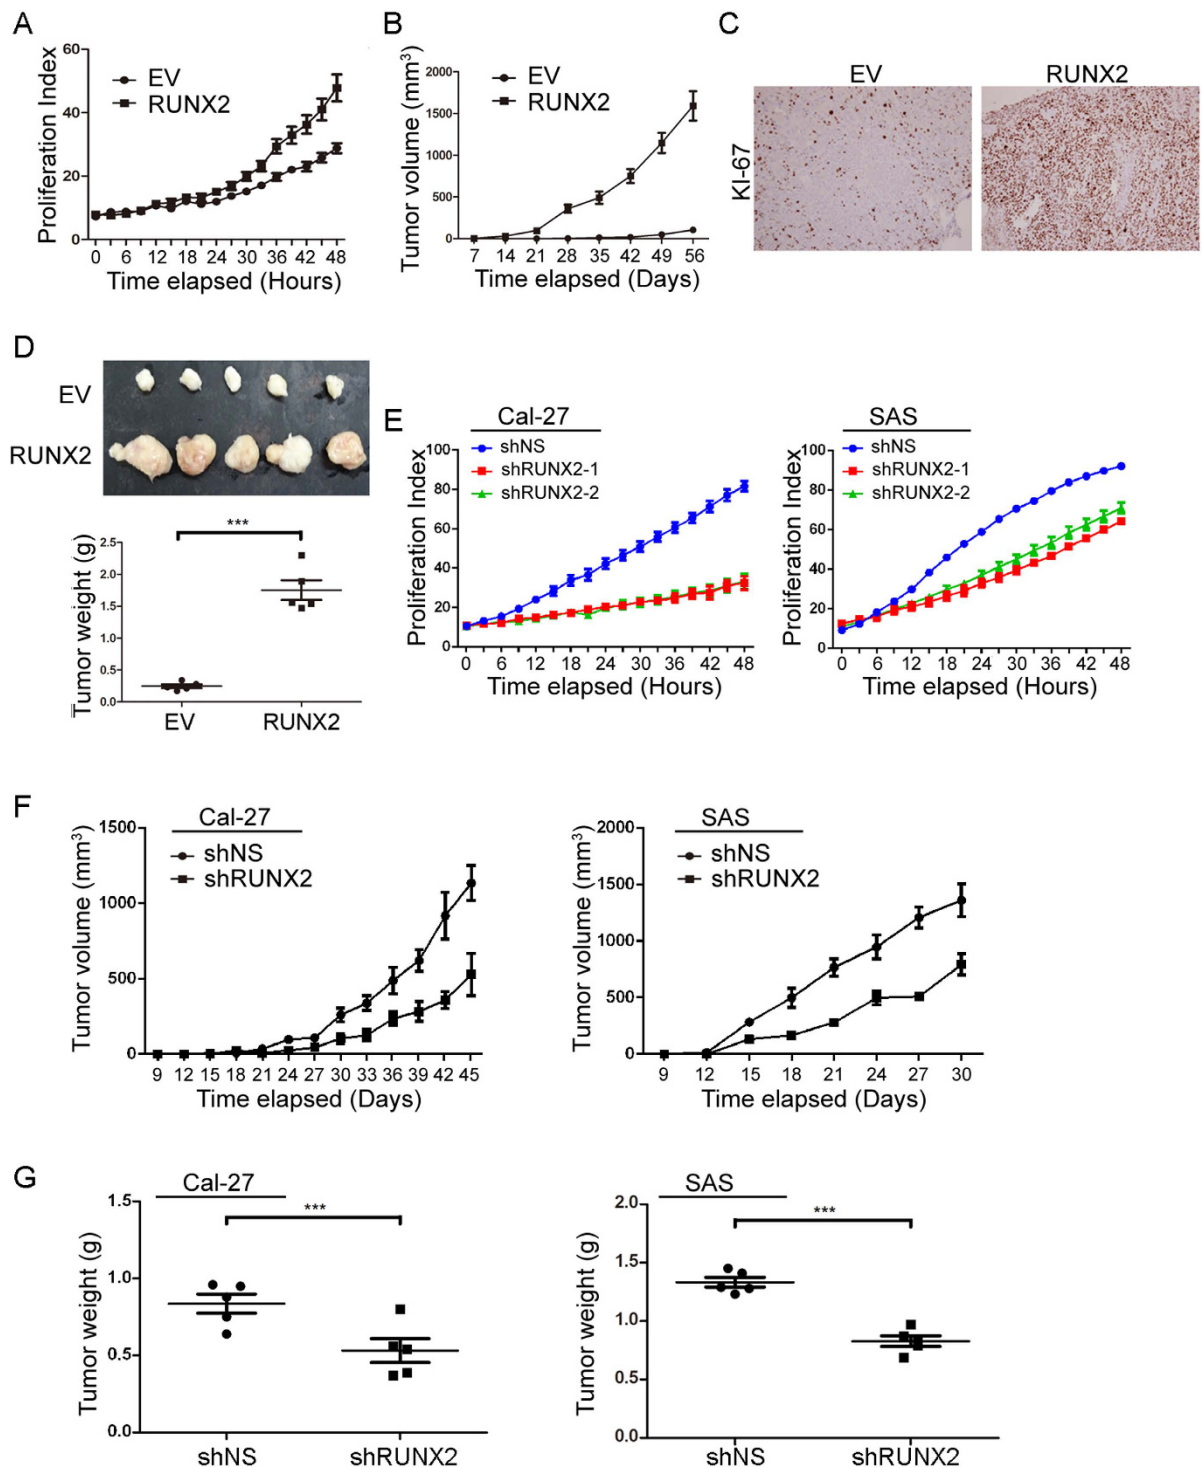 A
Proliferation Index
60
40
20
0
EV
RUNX2
0 6 12 18 24 30 36 42 48
Time elapsed (Hours)
B
Tumor volume (mm³)
2000
1500
1000
500
0
EV
RUNX2
7 14 21 28 35 42 49 56
Time elapsed (Days)
C
EV RUNX2
KI-67
D
EV
RUNX2
Tumor weight (g)
2.5
2.0
1.5
1.0
0.5
0.0
***
EV RUNX2
E
Cal-27
Proliferation Index
100
80
60
40
20
0
shNS
shRUNX2-1
shRUNX2-2
0 6 12 18 24 30 36 42 48
Time elapsed (Hours)
SAS
Proliferation Index
100
80
60
40
20
0
shNS
shRUNX2-1
shRUNX2-2
0 6 12 18 24 30 36 42 48
Time elapsed (Hours)
F
Cal-27
Tumor volume (mm³)
1500
1000
500
0
shNS
shRUNX2
9 12 15 18 21 24 27 30 33 36 39 42 45
Time elapsed (Days)
SAS
Tumor volume (mm³)
2000
1500
1000
500
0
shNS
shRUNX2
9 12 15 18 21 24 27 30
Time elapsed (Days)
G
Cal-27
Tumor weight (g)
1.5
1.0
0.5
0.0
***
shNS shRUNX2
SAS
Tumor weight (g)
2.0
1.5
1.0
0.5
0.0
***
shNS shRUNX2